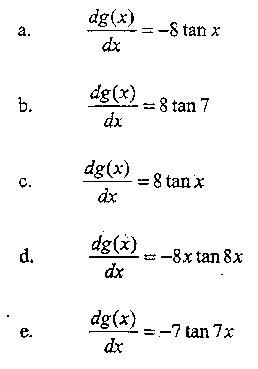 a. dg(x)/dx = -8 tan x
b. dg(x)/dx = 8 tan 7
c. dg(x)/dx = 8 tan x
d. dg(x)/dx = -8x tan 8x
e. dg(x)/dx = -7 tan 7x